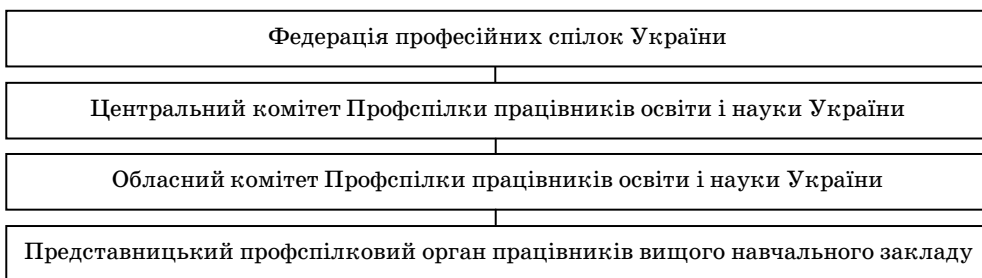 Федерація професійних спілок України
Центральний комітет Профспілки працівників освіти і науки України
Обласний комітет Профспілки працівників освіти і науки України
Представницький профспілковий орган працівників вищого навчального закладу